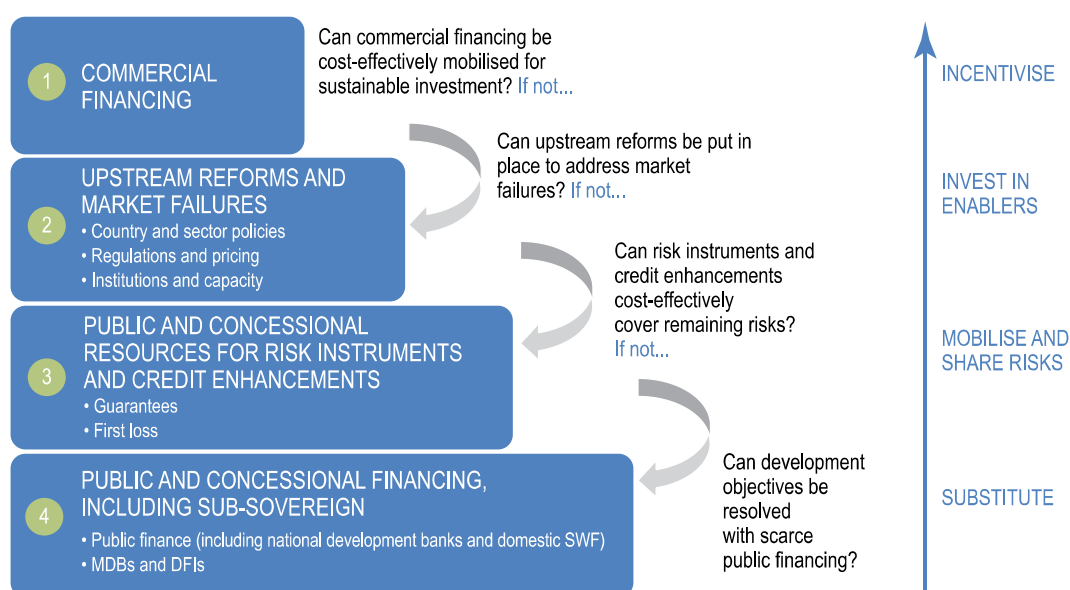 1
COMMERCIAL
FINANCING
Can commercial financing be
cost-effectively mobilised for
sustainable investment? If not...
INCENTIVISE
2
UPSTREAM REFORMS AND
MARKET FAILURES
• Country and sector policies
• Regulations and pricing
• Institutions and capacity
Can upstream reforms be put in
place to address market
failures? If not...
INVEST IN
ENABLERS
3
PUBLIC AND CONCESSIONAL
RESOURCES FOR RISK INSTRUMENTS
AND CREDIT ENHANCEMENTS
• Guarantees
• First loss
Can risk instruments and
credit enhancements
cost-effectively
cover remaining risks?
If not...
MOBILISE AND
SHARE RISKS
4
PUBLIC AND CONCESSIONAL FINANCING,
INCLUDING SUB-SOVEREIGN
• Public finance (including national development banks and domestic SWF)
• MDBs and DFIs
Can development
objectives be
resolved
with scarce
public financing?
SUBSTITUTE